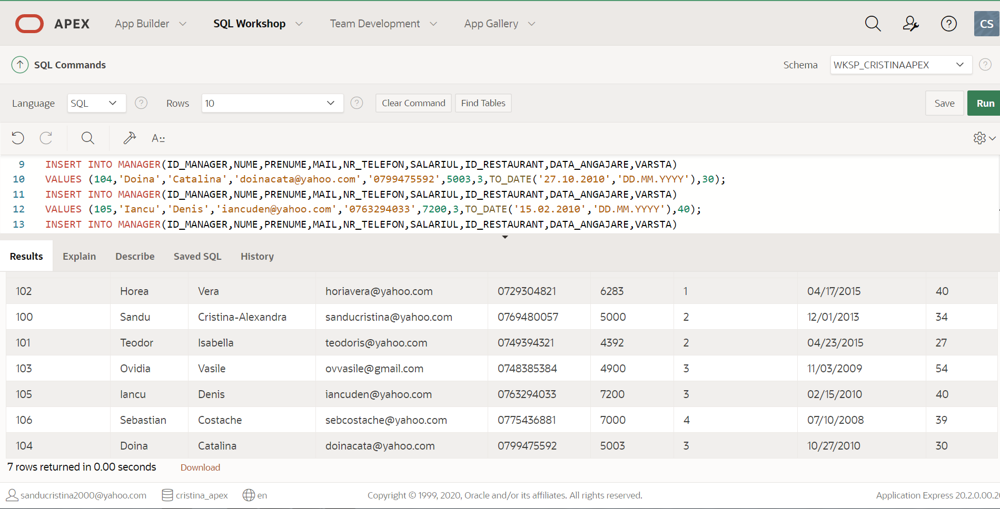 APEX App Builder SQL Workshop Team Development App Gallery CS
SQL Commands Schema WKSP_CRISTINAAPEX ?
Language SQL ? Rows 10 ? Clear Command Find Tables Save Run
A::
9 INSERT INTO MANAGER(ID_MANAGER,NUME,PRENUME,MAIL,NR_TELEFON,SALARIUL,ID_RESTAURANT,DATA_ANGAJARE,VARSTA)
10 VALUES (104,'Doina','Catalina','doinacata@yahoo.com','0799475592',5003,3,TO_DATE('27.10.2010','DD.MM.YYYY'),30);
11 INSERT INTO MANAGER(ID_MANAGER,NUME,PRENUME,MAIL,NR_TELEFON,SALARIUL,ID_RESTAURANT,DATA_ANGAJARE,VARSTA)
12 VALUES (105,'Iancu','Denis','iancuden@yahoo.com','0763294033',7200,3,TO_DATE('15.02.2010','DD.MM.YYYY'),40);
13 INSERT INTO MANAGER(ID_MANAGER,NUME,PRENUME,MAIL,NR_TELEFON,SALARIUL,ID_RESTAURANT,DATA_ANGAJARE,VARSTA)
Results Explain Describe Saved SQL History
102 Horea Vera horiavera@yahoo.com 0729304821 6283 1 04/17/2015 40
100 Sandu Cristina-Alexandra sanducristina@yahoo.com 0769480057 5000 2 12/01/2013 34
101 Teodor Isabella teodoris@yahoo.com 0749394321 4392 2 04/23/2015 27
103 Ovidia Vasile ovvasile@gmail.com 0748385384 4900 3 11/03/2009 54
105 Iancu Denis iancuden@yahoo.com 0763294033 7200 3 02/15/2010 40
106 Sebastian Costache sebcostache@yahoo.com 0775436881 7000 4 07/10/2008 39
104 Doina Catalina doinacata@yahoo.com 0799475592 5003 3 10/27/2010 30
7 rows returned in 0.00 seconds Download
sanducristina2000@yahoo.com cristina_apex en Copyright © 1999, 2020, Oracle and/or its affiliates. All rights reserved. Application Express 20.2.0.00.2